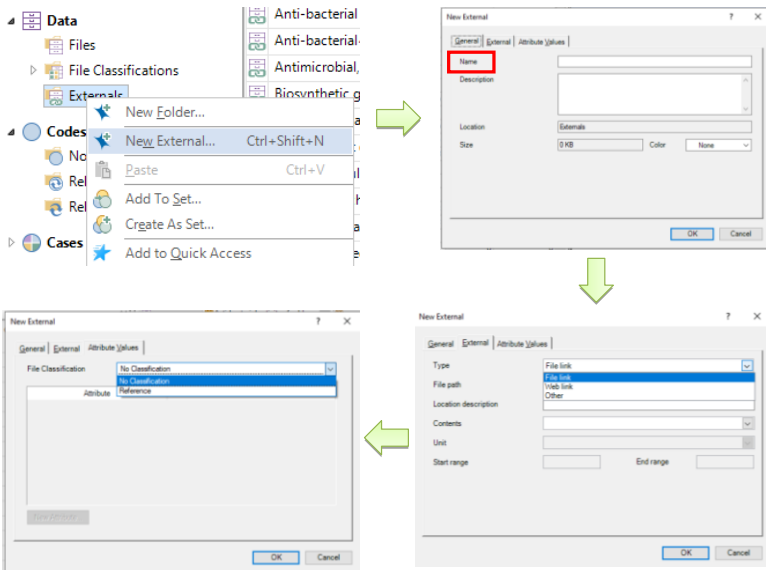 Data
Files
File Classifications
Externals
Codes
No
Rel
Rel
Cases
Anti-bacterial
Anti-bacterial-
Antimicrobial,
Biosynthetic g
New Folder...
New External... Ctrl+Shift+N
Paste Ctrl+V
Add To Set...
Create As Set...
Add to Quick Access
New External ? ×
General External Attribute Values
Name
Description
Location Externals
Size 0 KB Color None
OK Cancel
New External ? ×
General External Attribute Values
File Classification No Classification
No Classification
Attribute Reference
OK Cancel
New External ? ×
General External Attribute Values
Type File link
File link
File path Web link
Other
Location description
Contents
Unit
Start range End range
OK Cancel